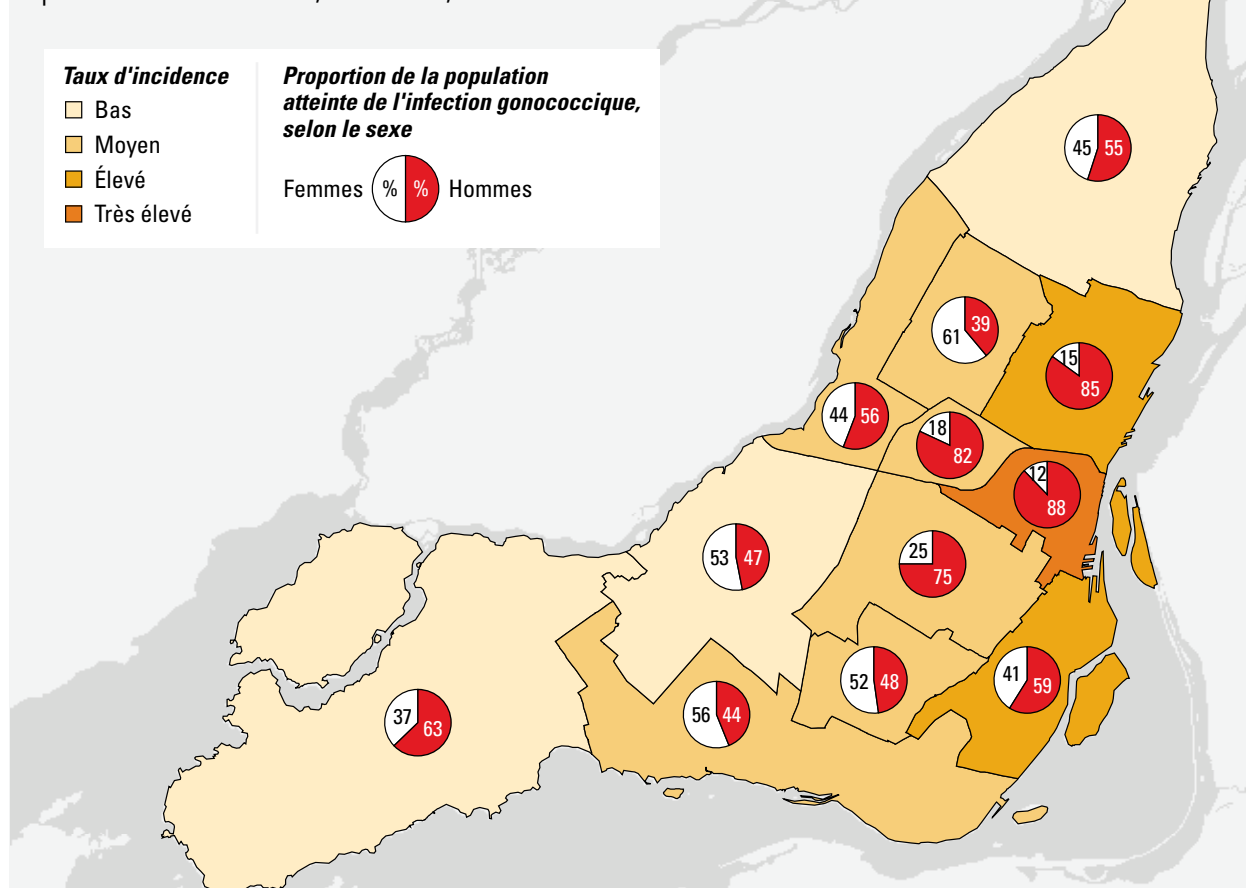 Taux d'incidence
Bas
Moyen
Élevé
Très élevé
Proportion de la population
atteinte de l'infection gonococcique,
selon le sexe
Femmes % % Hommes
45 55
61 39
15 85
44 56
18 82
12 88
53 47
25 75
52 48
41 59
56 44
37 63